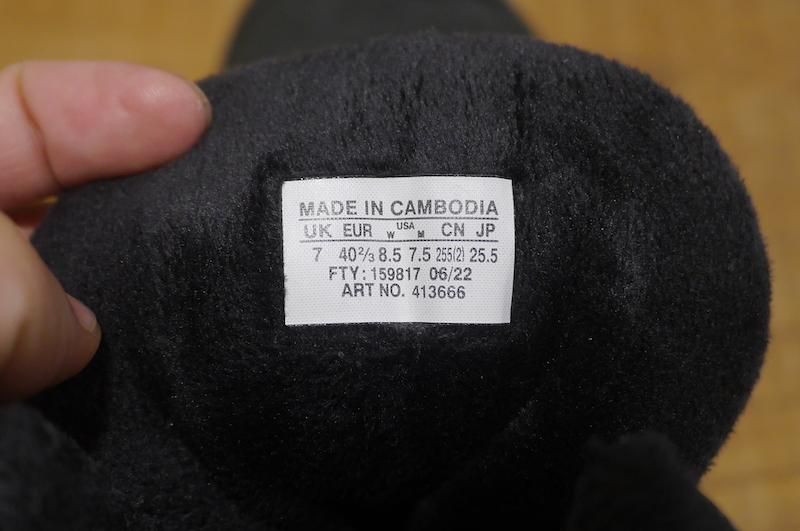 MADE IN CAMBODIA
UK EUR W USA M CN JP
7 40⅔ 8.5 7.5 255(2) 25.5
FTY: 159817 06/22
ART NO. 413666